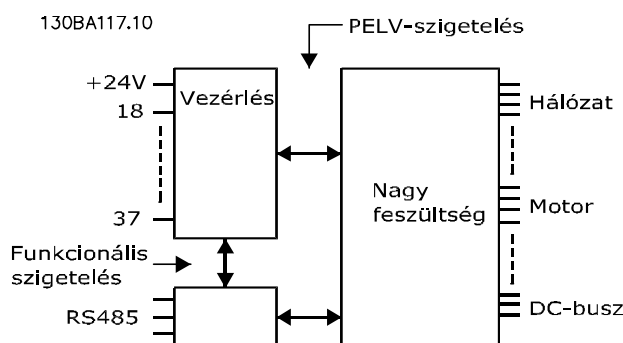 130BA117.10
PELV-szigetelés
+24V
Vezérlés
18
Hálózat
37
Nagy
feszültség
Motor
Funkcionális
szigetelés
RS485
DC-busz